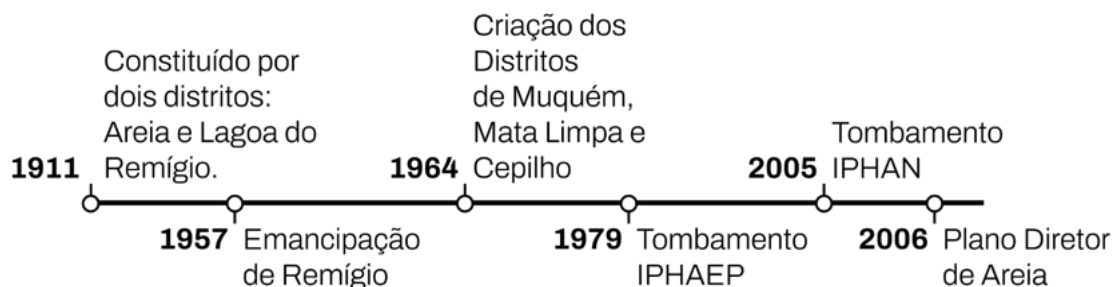 1911 Constituído por
dois distritos:
Areia e Lagoa do
Remígio.
1957 Emancipação
de Remígio
1964 Criação dos
Distritos
de Muquém,
Mata Limpa e
Cepilho
1979 Tombamento
IPHAEP
2005 Tombamento
IPHAN
2006 Plano Diretor
de Areia